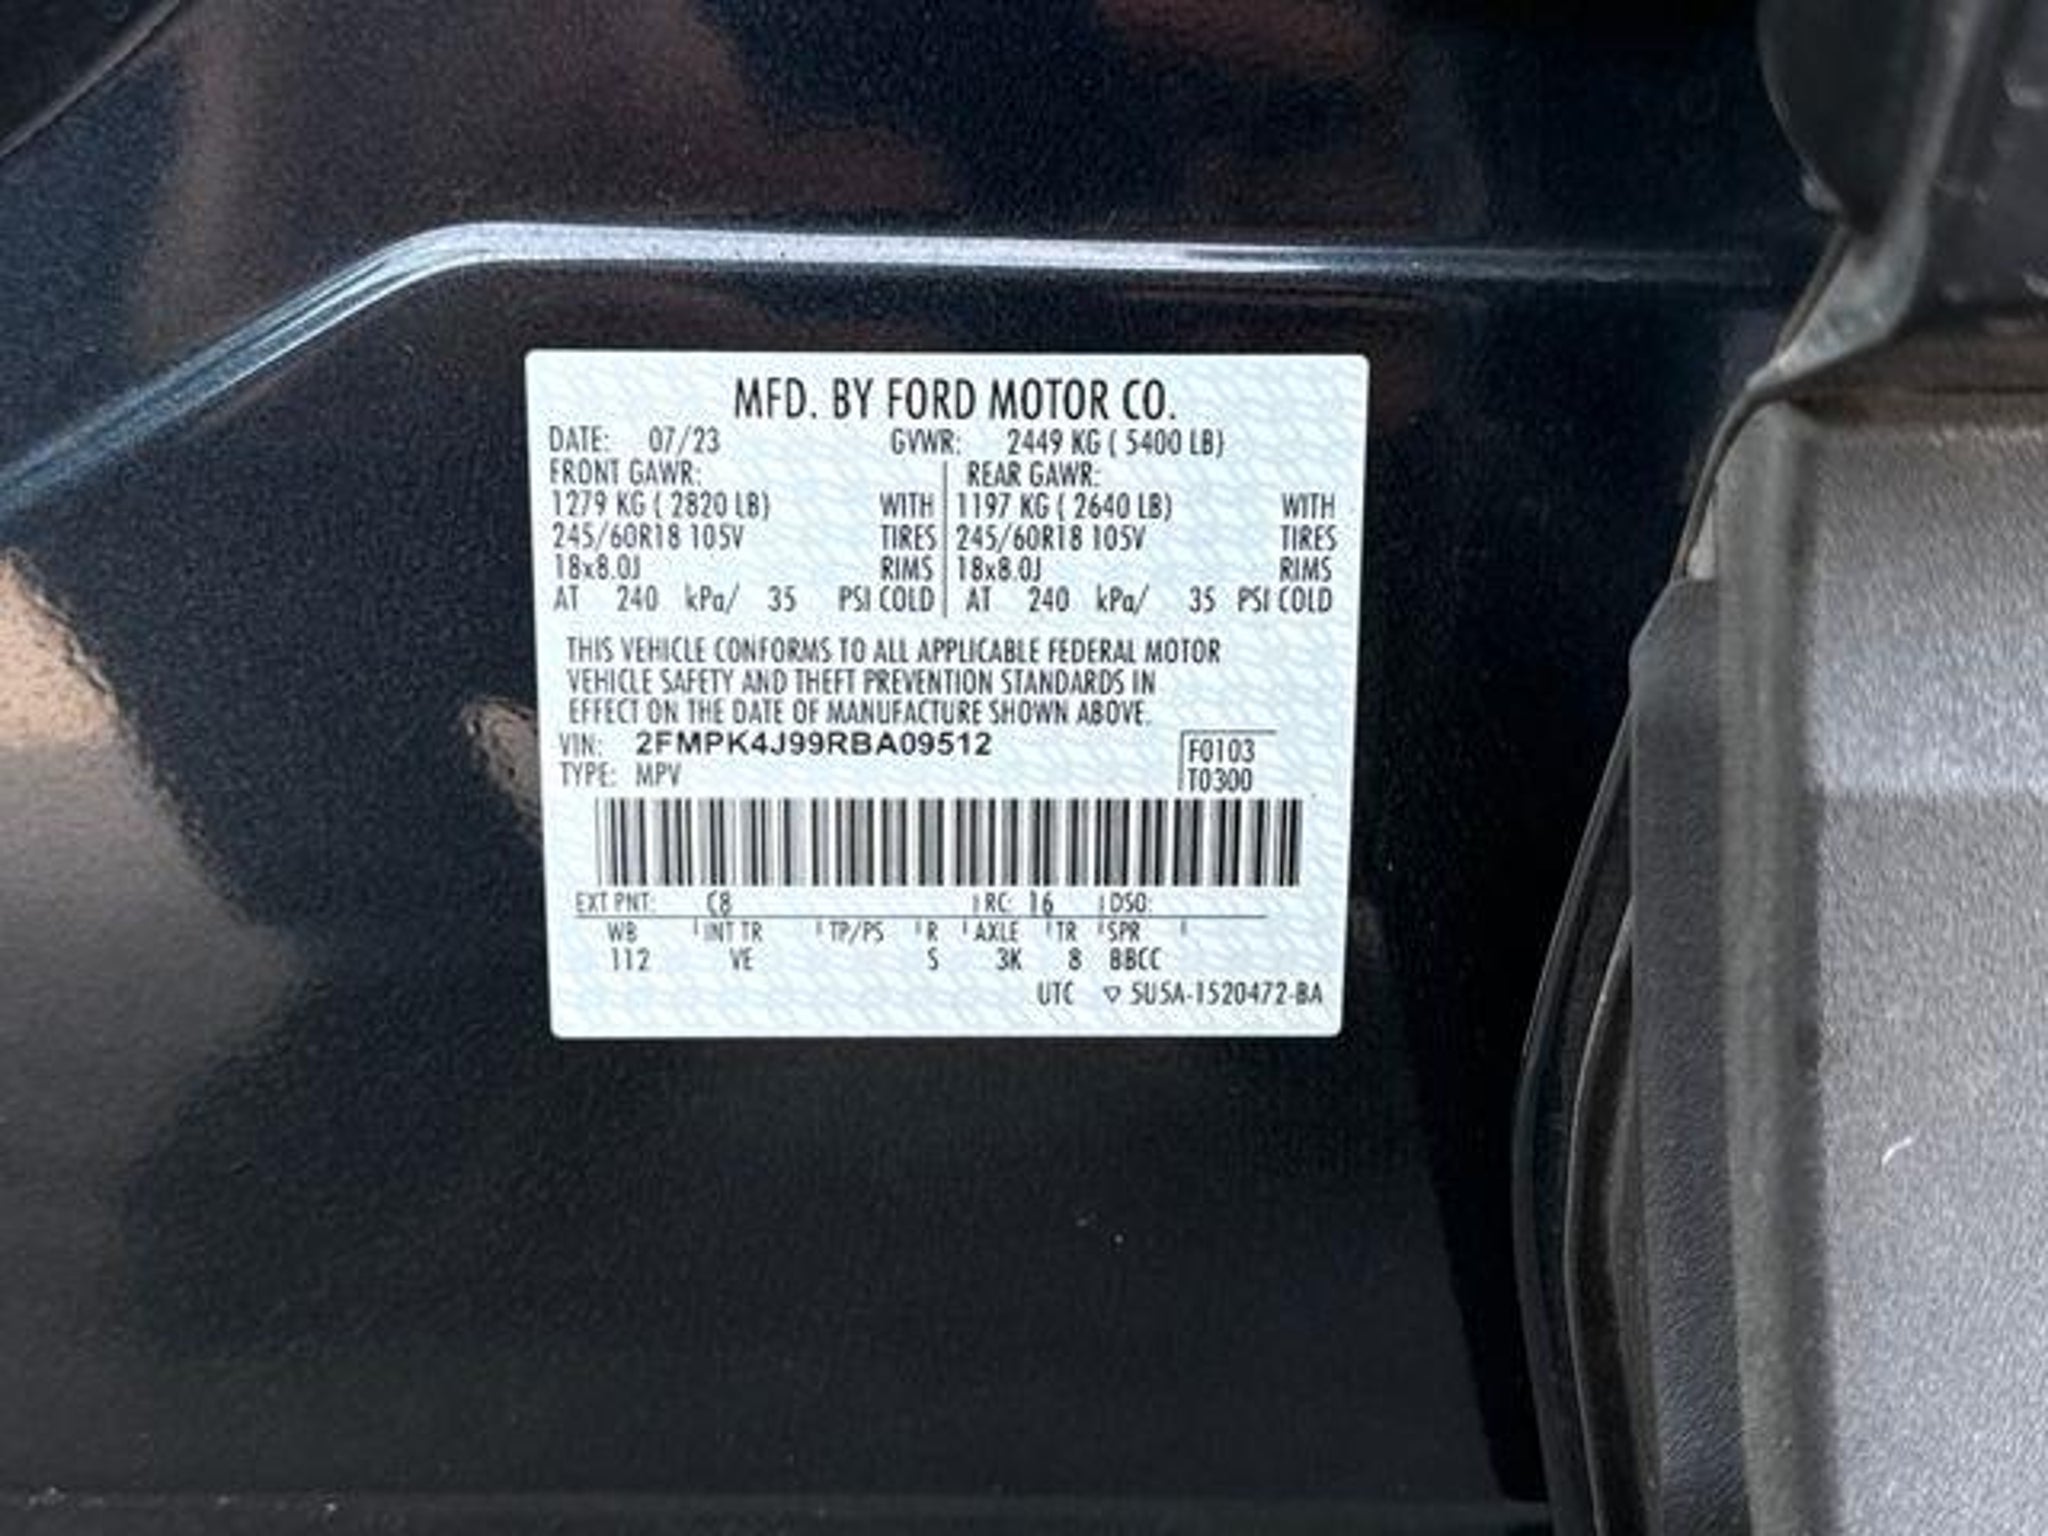 MFD. BY FORD MOTOR CO.
DATE: 07/23 GVWR: 2449 KG ( 5400 LB)
FRONT GAWR: REAR GAWR:
1279 KG ( 2820 LB) WITH 1197 KG ( 2640 LB) WITH
245/60R18 105V TIRES 245/60R18 105V TIRES
18x8.0J RIMS 18x8.0J RIMS
AT 240 kPa/ 35 PSI COLD AT 240 kPa/ 35 PSI COLD
THIS VEHICLE CONFORMS TO ALL APPLICABLE FEDERAL MOTOR
VEHICLE SAFETY AND THEFT PREVENTION STANDARDS IN
EFFECT ON THE DATE OF MANUFACTURE SHOWN ABOVE.
VIN: 2FMPK4J99RBA09512 F0103
TYPE: MPV T0300
EXT PNT: C8 RC: 16 DSO:
WB INT TR TP/PS R AXLE TR SPR
112 VE S 3K 8 BBCC
UTC ▽ 5U5A-1520472-BA